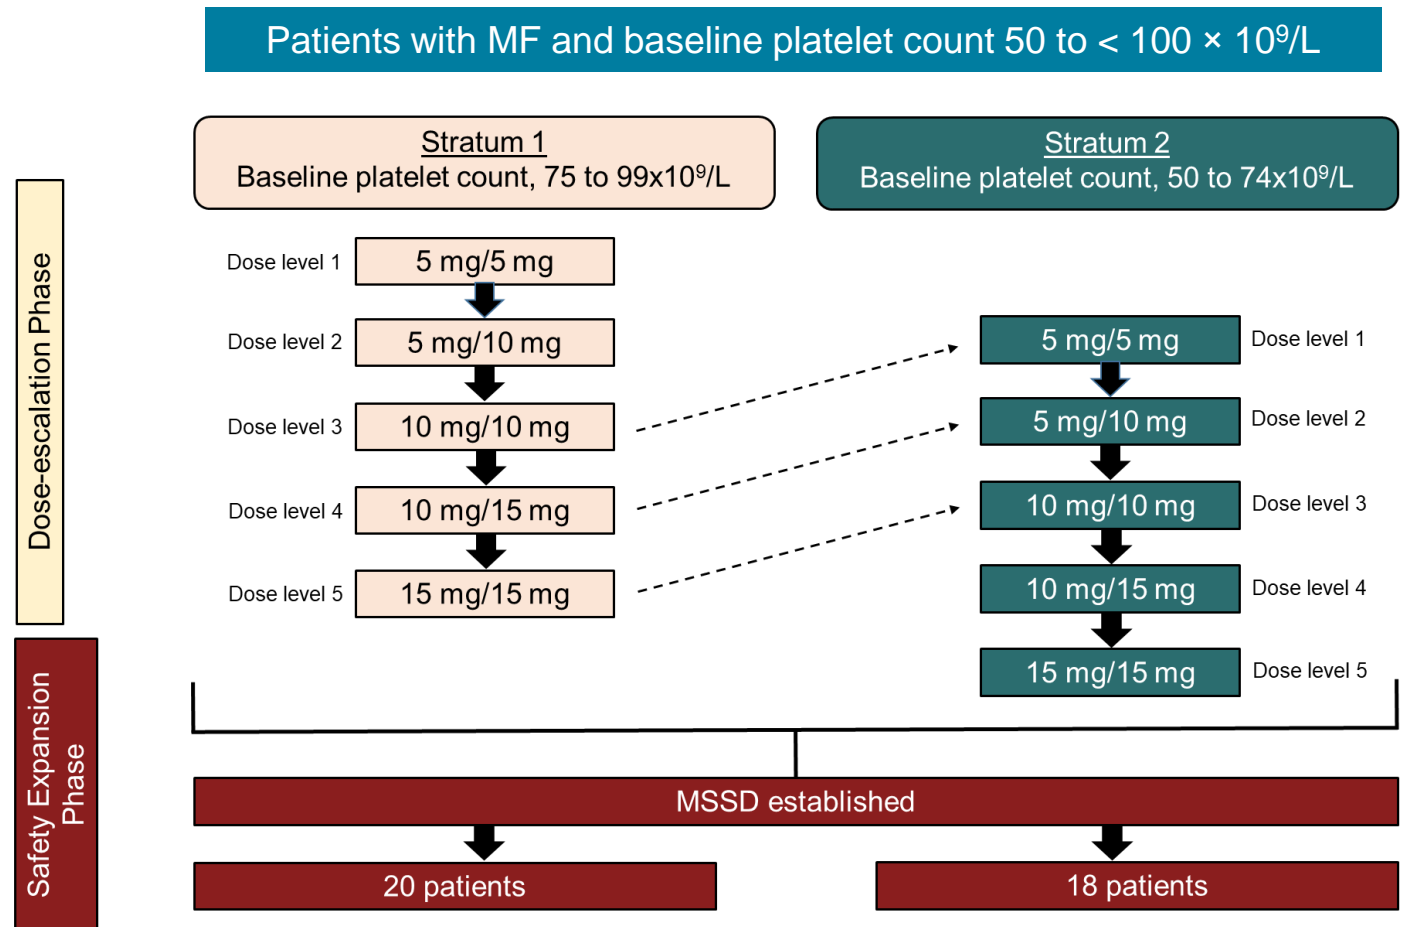 Patients with MF and baseline platelet count 50 to < 100 × 10⁹/L
Stratum 1
Baseline platelet count, 75 to 99x10⁹/L
Stratum 2
Baseline platelet count, 50 to 74x10⁹/L
Dose-escalation Phase
Dose level 1
5 mg/5 mg
Dose level 2
5 mg/10 mg
Dose level 3
10 mg/10 mg
Dose level 4
10 mg/15 mg
Dose level 5
15 mg/15 mg
5 mg/5 mg
Dose level 1
5 mg/10 mg
Dose level 2
10 mg/10 mg
Dose level 3
10 mg/15 mg
Dose level 4
15 mg/15 mg
Dose level 5
Safety Expansion
Phase
MSSD established
20 patients
18 patients